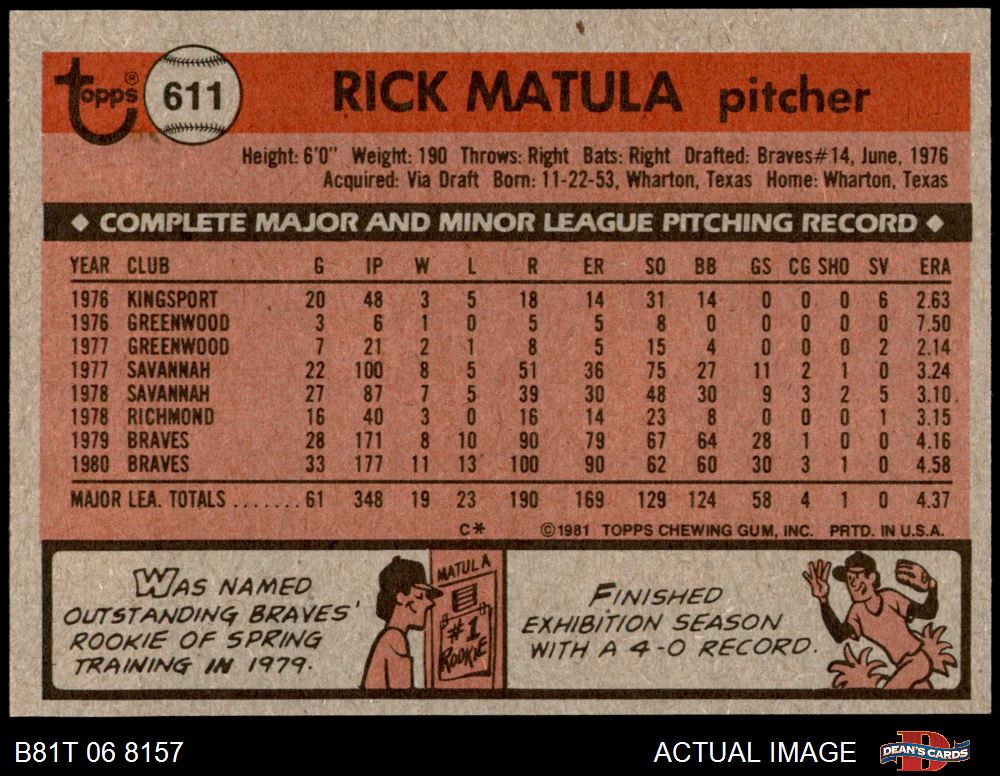 Topps® 611 RICK MATULA pitcher
Height: 6'0" Weight: 190 Throws: Right Bats: Right Drafted: Braves#14, June, 1976
Acquired: Via Draft Born: 11-22-53, Wharton, Texas Home: Wharton, Texas
◆ COMPLETE MAJOR AND MINOR LEAGUE PITCHING RECORD ◆
YEAR CLUB G IP W L R ER SO BB GS CG SHO SV ERA
1976 KINGSPORT 20 48 3 5 18 14 31 14 0 0 0 6 2.63
1976 GREENWOOD 3 6 1 0 5 5 8 0 0 0 0 0 7.50
1977 GREENWOOD 7 21 2 1 8 5 15 4 0 0 0 2 2.14
1977 SAVANNAH 22 100 8 5 51 36 75 27 11 2 1 0 3.24
1978 SAVANNAH 27 87 7 5 39 30 48 30 9 3 2 5 3.10
1978 RICHMOND 16 40 3 0 16 14 23 8 0 0 0 1 3.15
1979 BRAVES 28 171 8 10 90 79 67 64 28 1 0 0 4.16
1980 BRAVES 33 177 11 13 100 90 62 60 30 3 1 0 4.58
MAJOR LEA. TOTALS ....... 61 348 19 23 190 169 129 124 58 4 1 0 4.37
C* ©1981 TOPPS CHEWING GUM, INC. PRTD. IN U.S.A.
WAS NAMED
OUTSTANDING BRAVES'
ROOKIE OF SPRING
TRAINING IN 1979.
MATULA
#1
ROOKIE
FINISHED
EXHIBITION SEASON
WITH A 4-0 RECORD.
B81T 06 8157 ACTUAL IMAGE DEAN'S CARDS